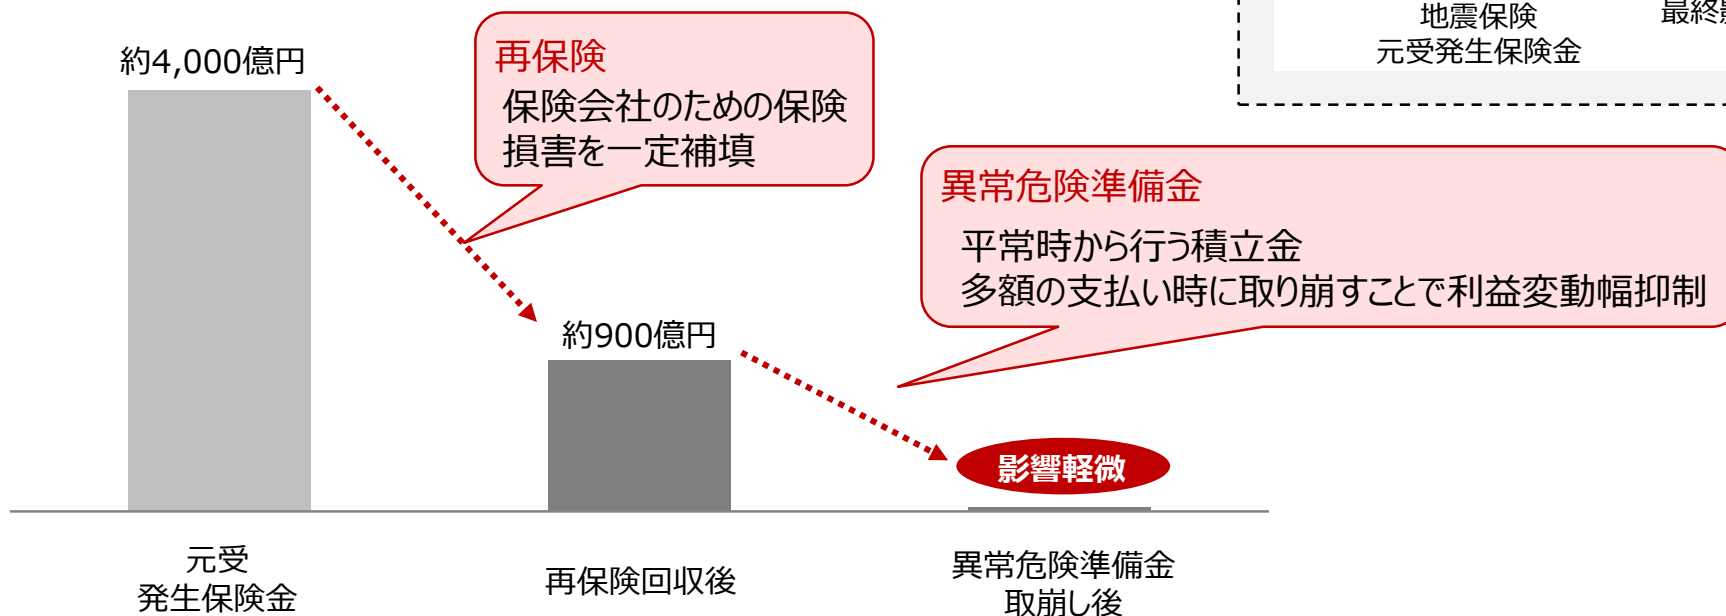 地震保険
元受発生保険金
約4,000億円
再保険
保険会社のための保険
損害を一定補填
異常危険準備金
平常時から行う積立金
多額の支払い時に取り崩すことで利益変動幅抑制
約900億円
影響軽微
元受
発生保険金
再保険回収後
異常危険準備金
取崩し後